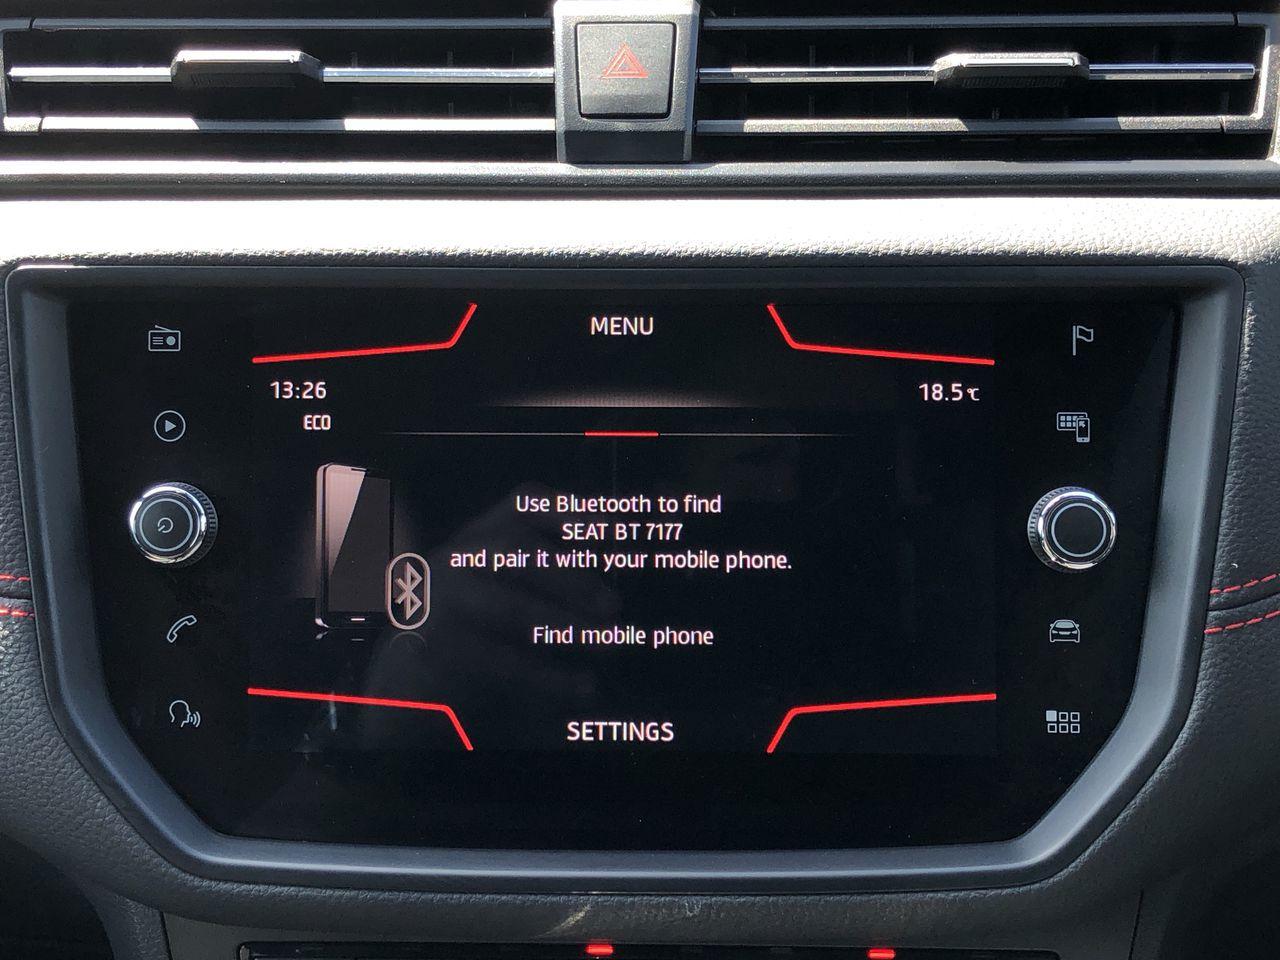 MENU
13:26
18.5°C
ECO
Use Bluetooth to find
SEAT BT 7177
and pair it with your mobile phone.
Find mobile phone
SETTINGS